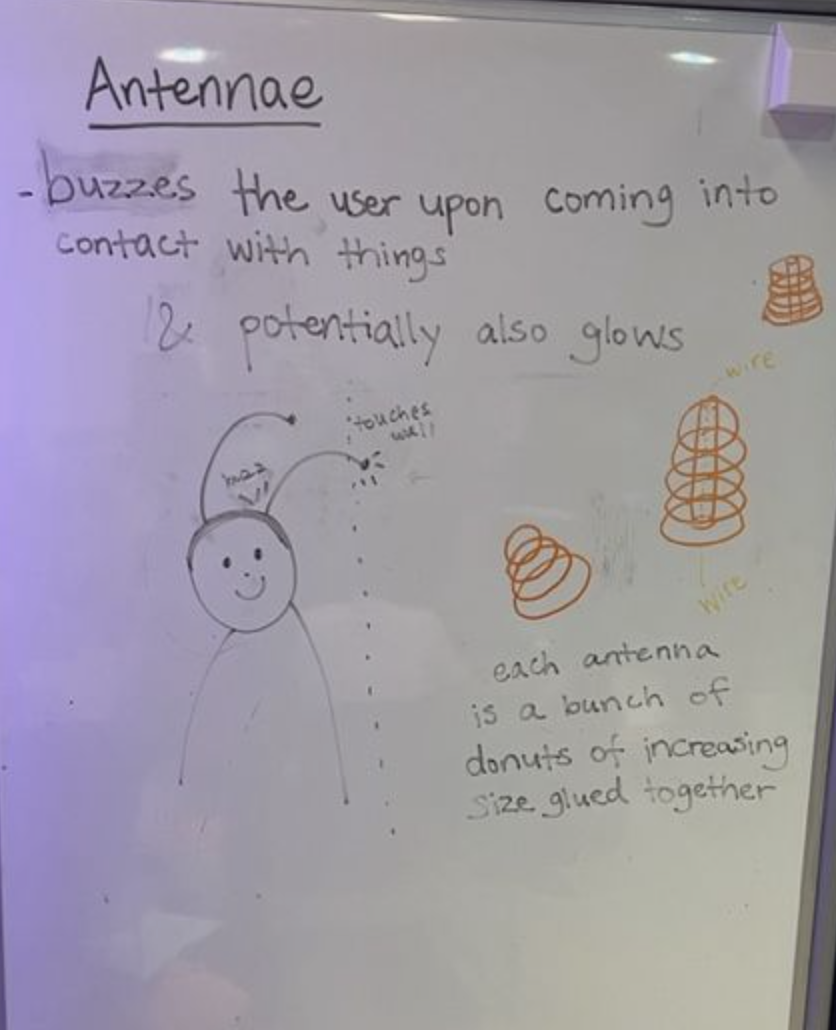 Antennae
- buzzes the user upon coming into
contact with things
& potentially also glows
touches
wall
wire
wire
each antenna
is a bunch of
donuts of increasing
size glued together